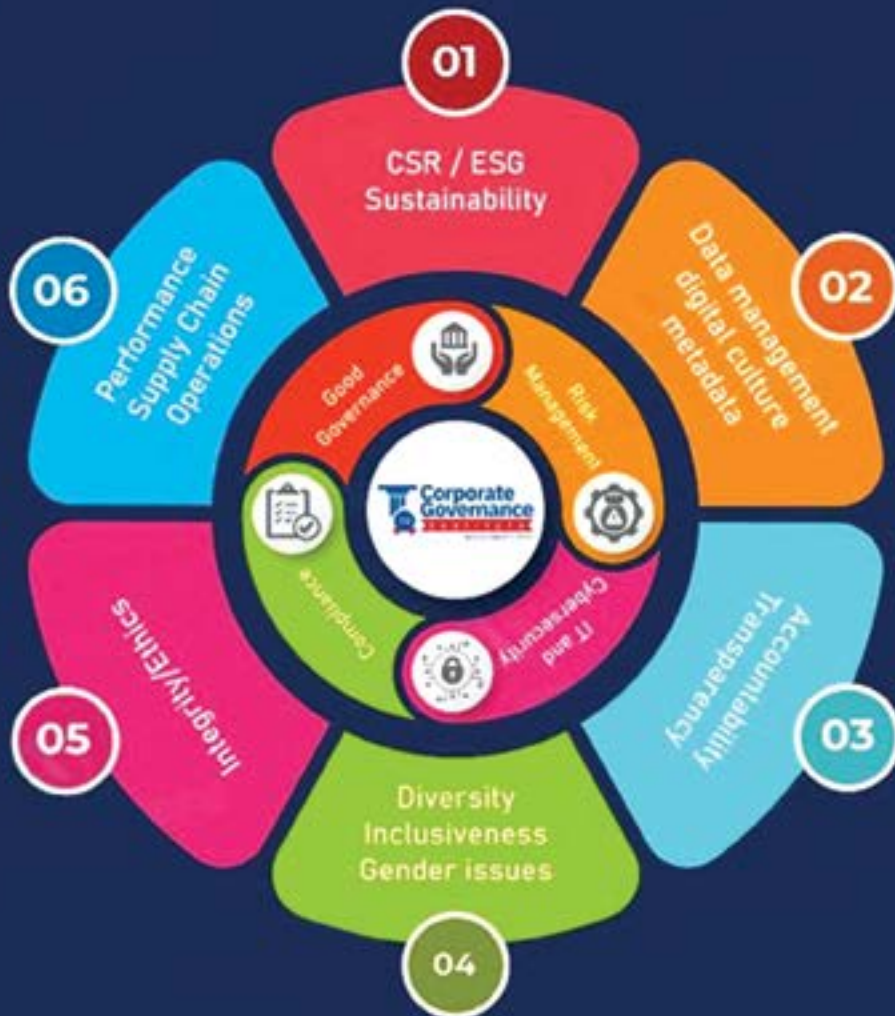 01
CSR / ESG
Sustainability
02
Data management
digital culture
metadata
03
Accountability
Transparency
04
Diversity
Inclusiveness
Gender issues
05
Integrity/Ethics
06
Performance
Supply Chain
Operations
Good
Governance
Risk
Management
IT and
Cybersecurity
Compliance
Corporate
Governance
Institute